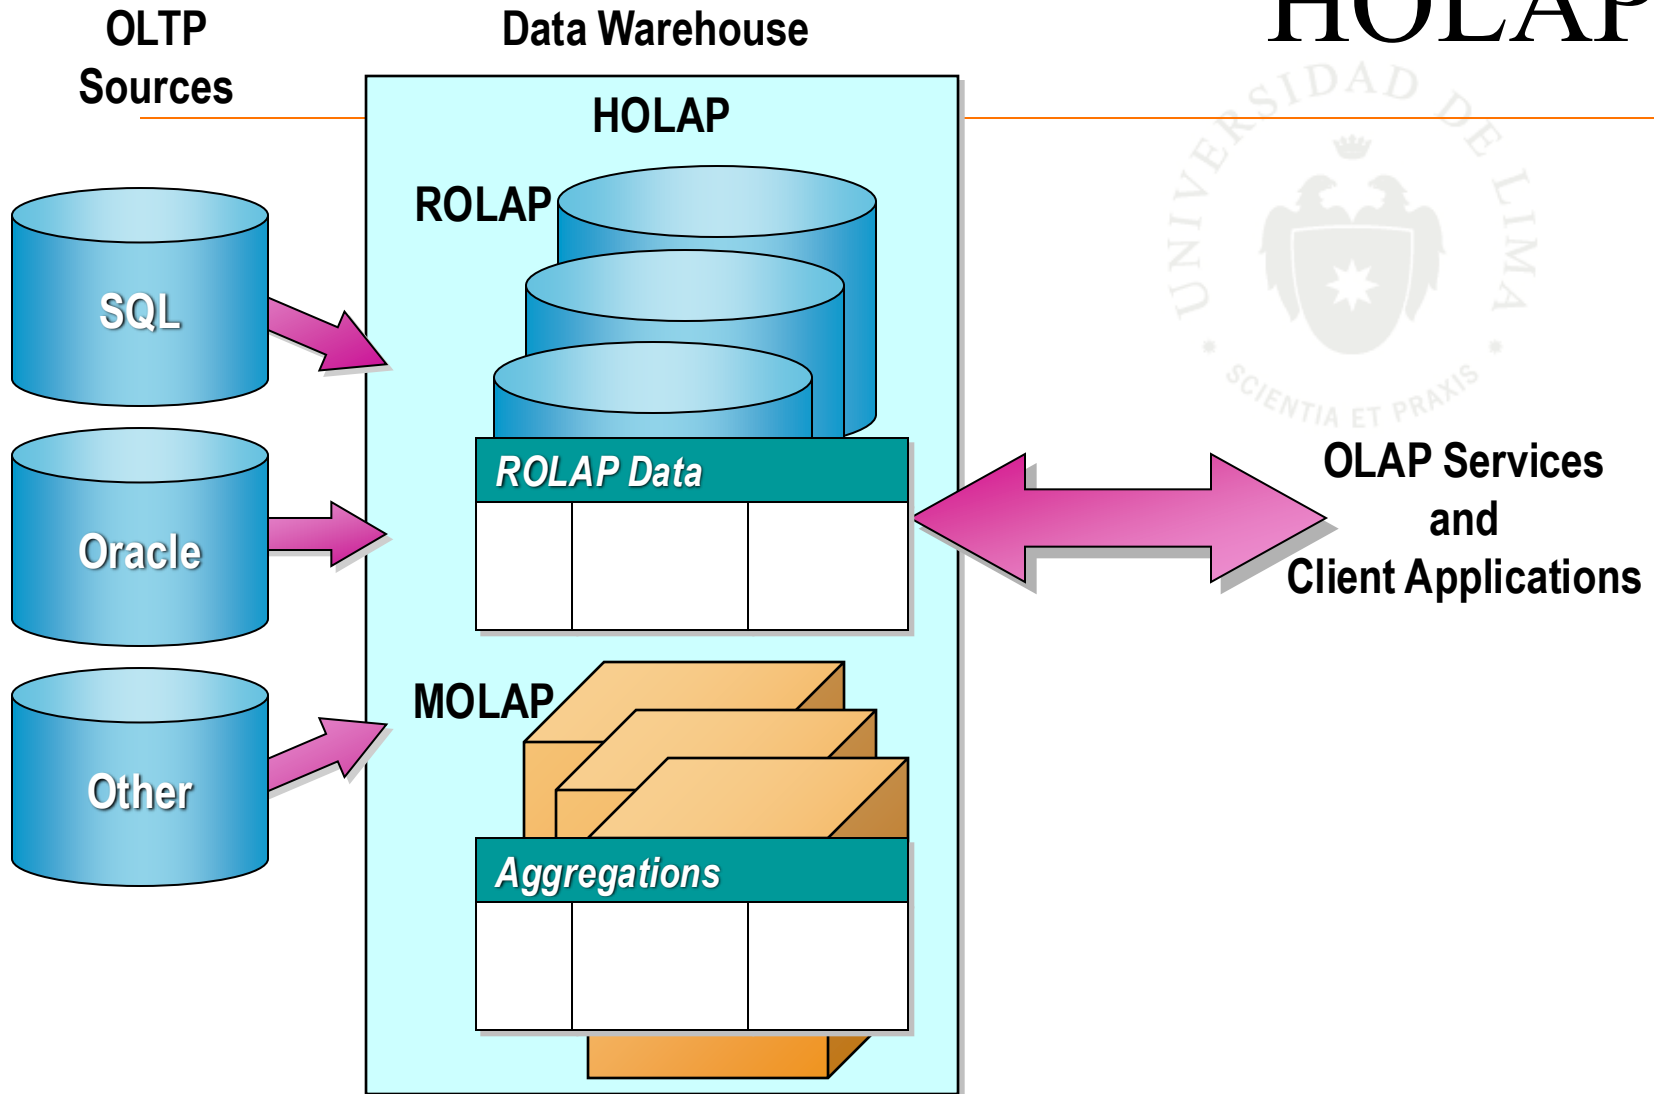 HOLAP
OLTP
Sources
Data Warehouse
HOLAP
ROLAP
SQL
Oracle
Other
ROLAP Data
MOLAP
Aggregations
OLAP Services
and
Client Applications
UNIVERSIDAD DE LIMA
SCIENTIA ET PRAXIS